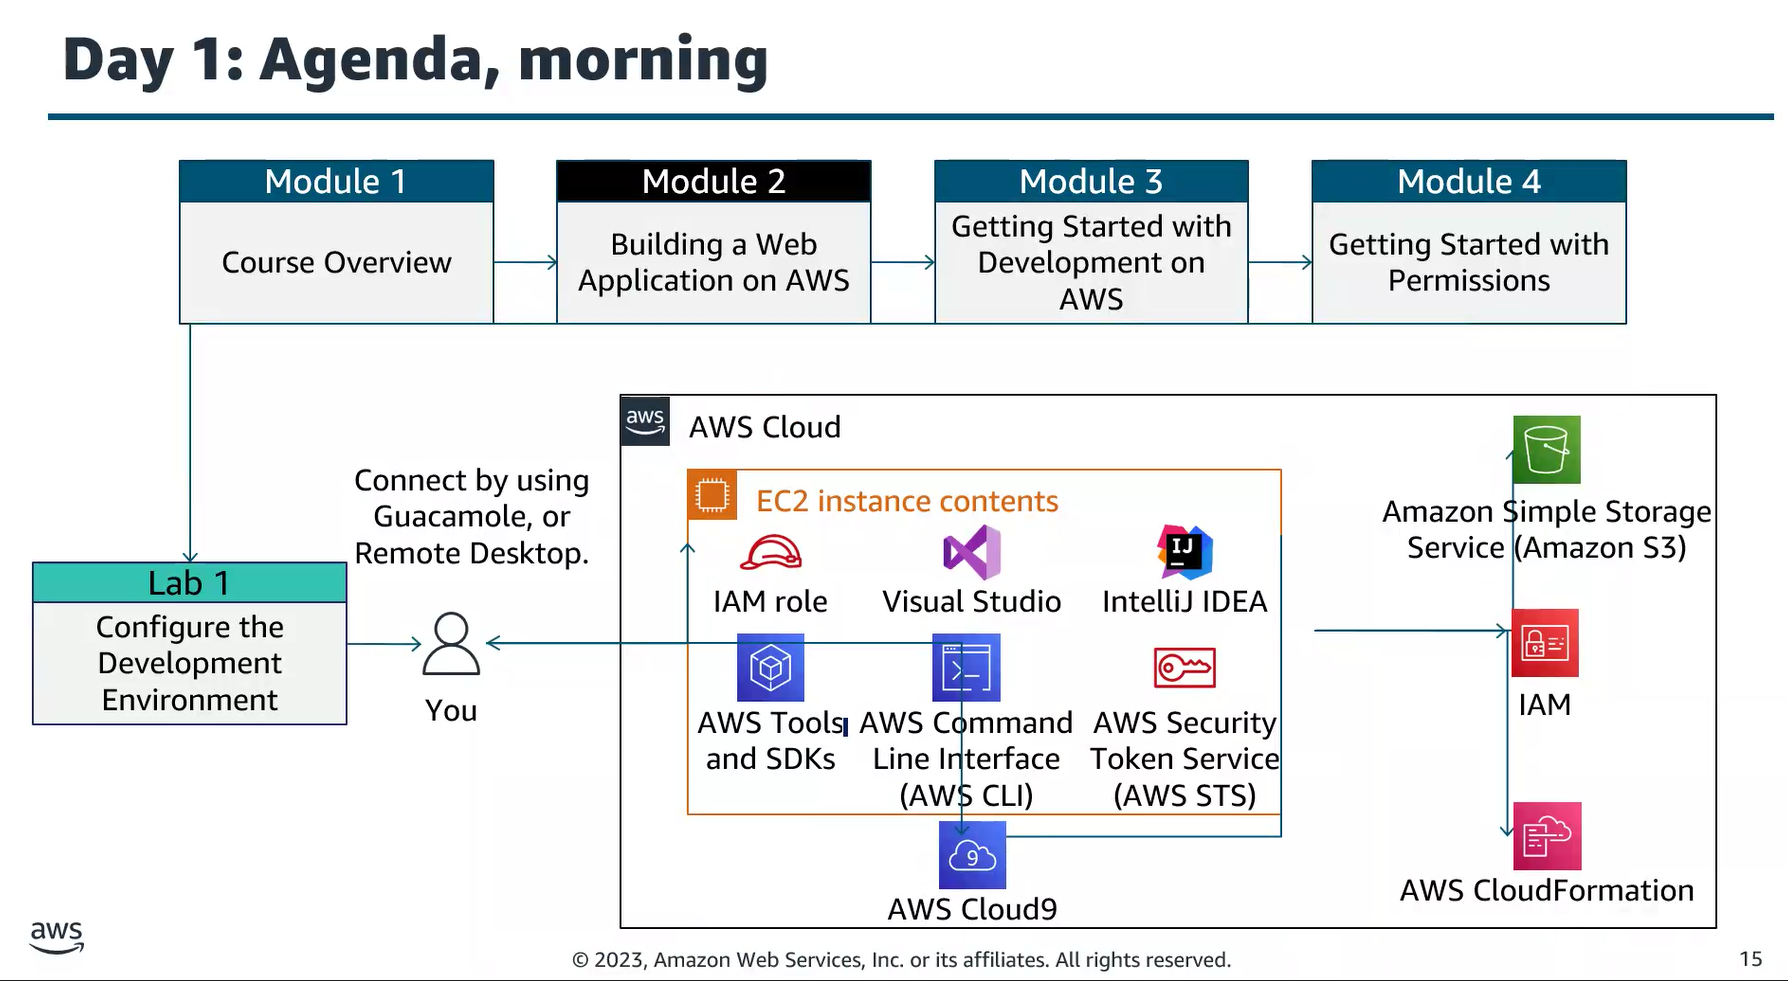 Day 1: Agenda, morning
Module 1
Course Overview
Module 2
Building a Web
Application on AWS
Module 3
Getting Started with
Development on
AWS
Module 4
Getting Started with
Permissions
Lab 1
Configure the
Development
Environment
Connect by using
Guacamole, or
Remote Desktop.
You
aws
AWS Cloud
EC2 instance contents
IAM role
Visual Studio
IJ
IntelliJ IDEA
AWS Tools
and SDKs
AWS Command
Line Interface
(AWS CLI)
AWS Security
Token Service
(AWS STS)
9
AWS Cloud9
Amazon Simple Storage
Service (Amazon S3)
IAM
AWS CloudFormation
aws
© 2023, Amazon Web Services, Inc. or its affiliates. All rights reserved.
15